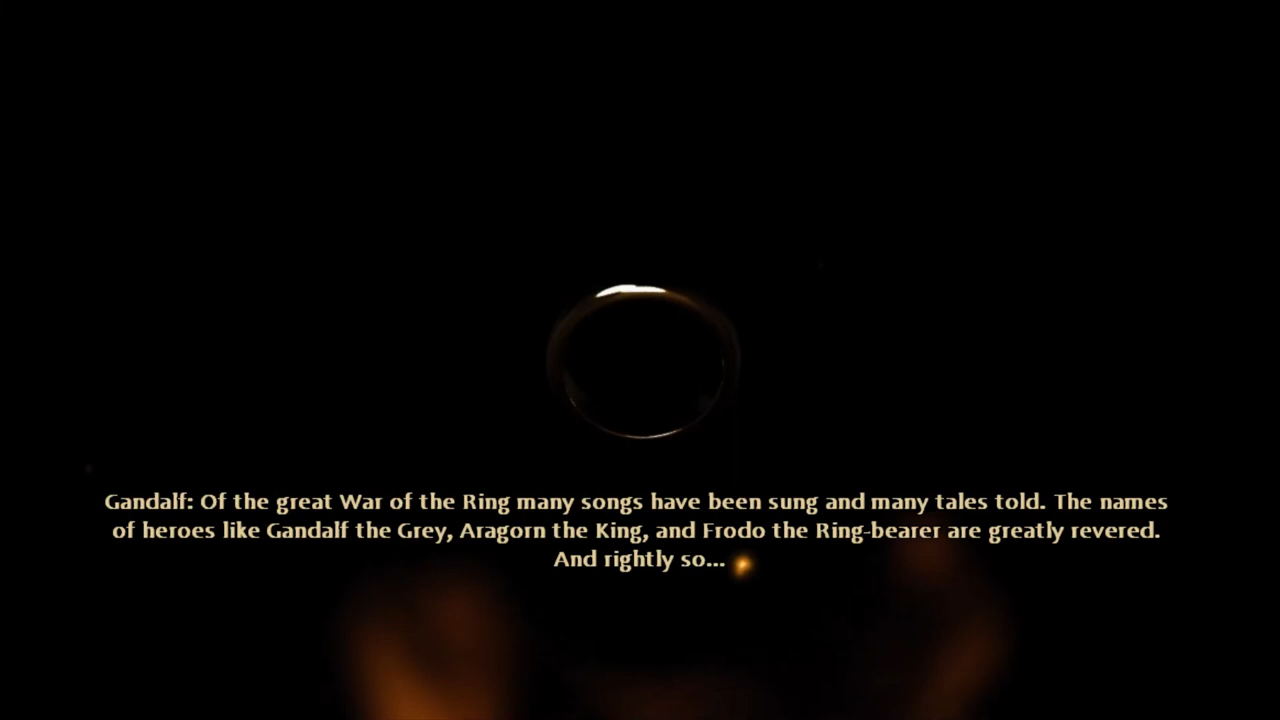 Gandalf: Of the great War of the Ring many songs have been sung and many tales told. The names
of heroes like Gandalf the Grey, Aragorn the King, and Frodo the Ring-bearer are greatly revered.
And rightly so...